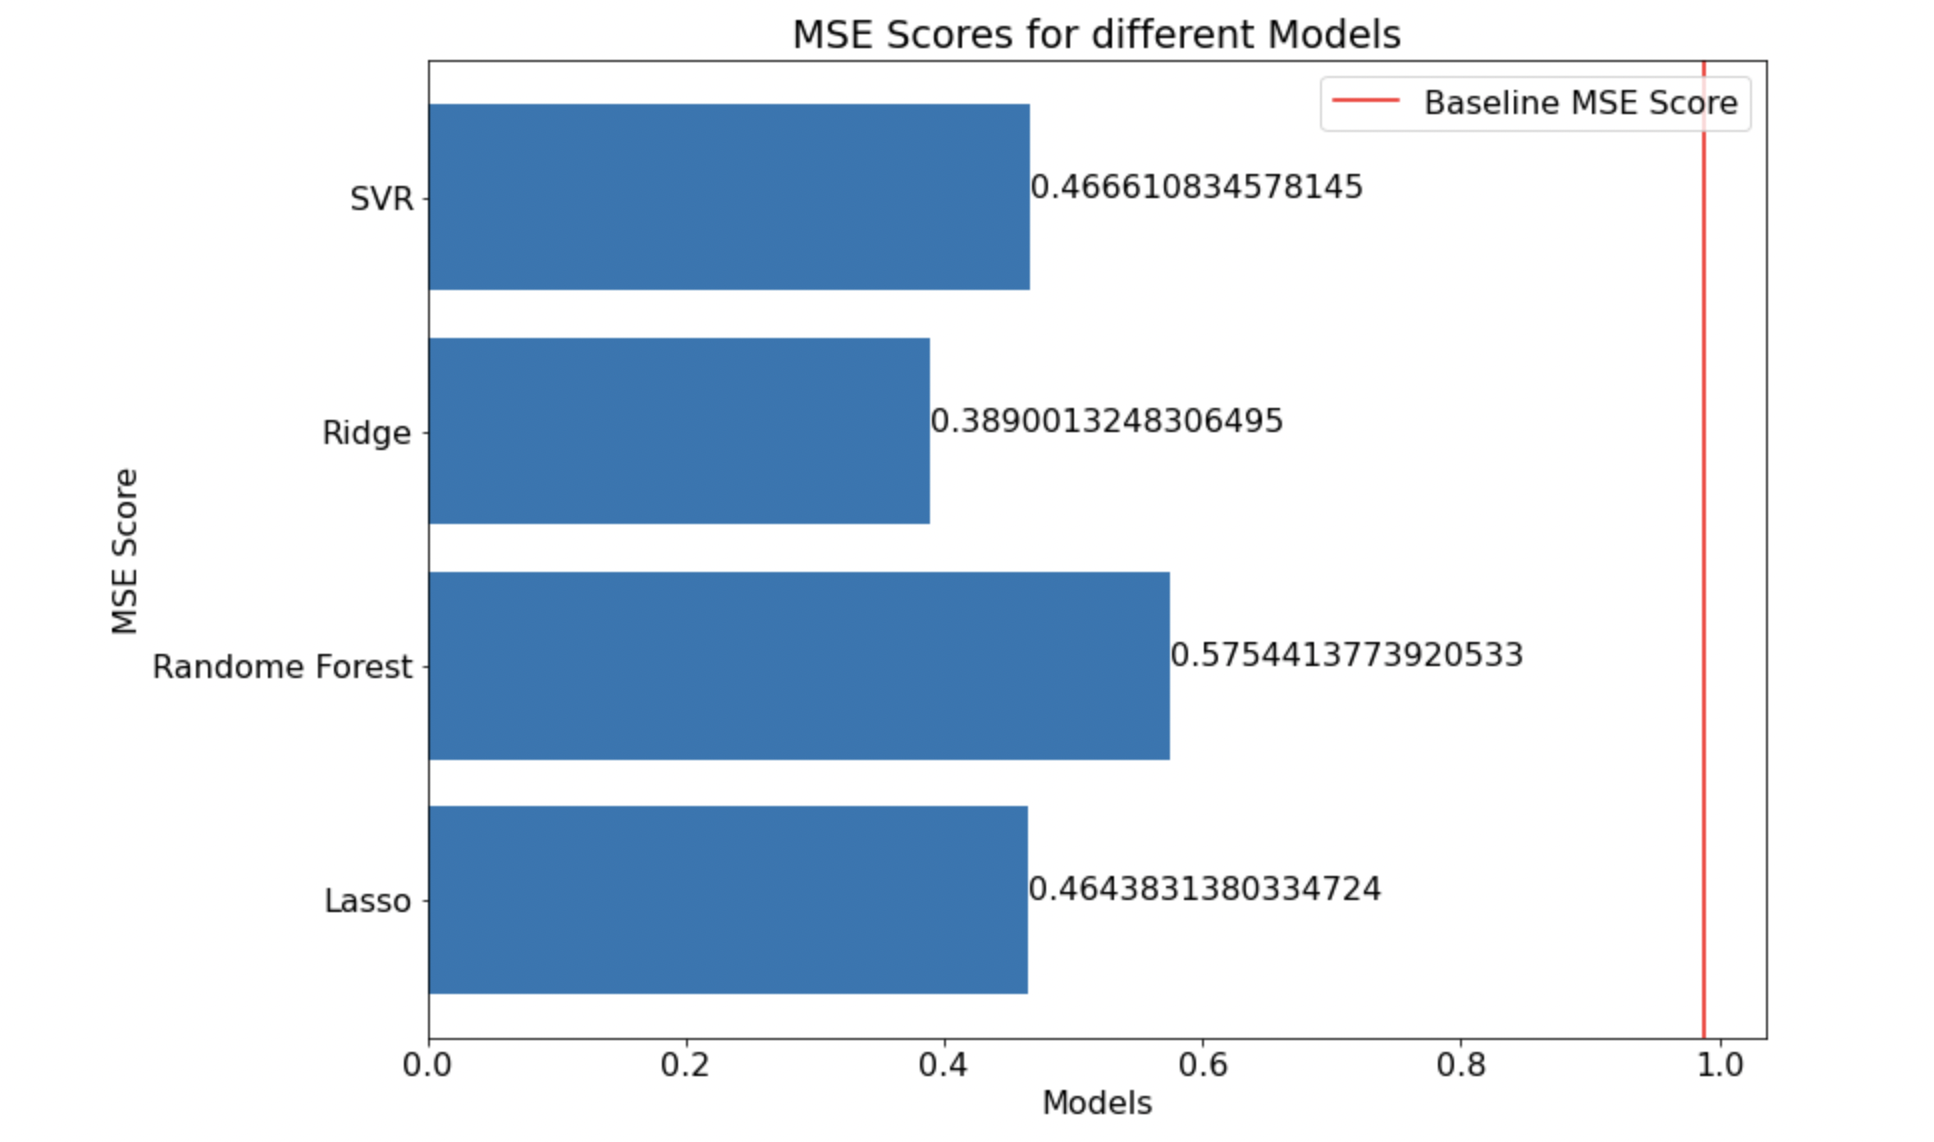 MSE Scores for different Models
Baseline MSE Score
SVR
0.466610834578145
Ridge
0.3890013248306495
MSE Score
Randome Forest
0.5754413773920533
Lasso
0.4643831380334724
0.0 0.2 0.4 0.6 0.8 1.0
Models